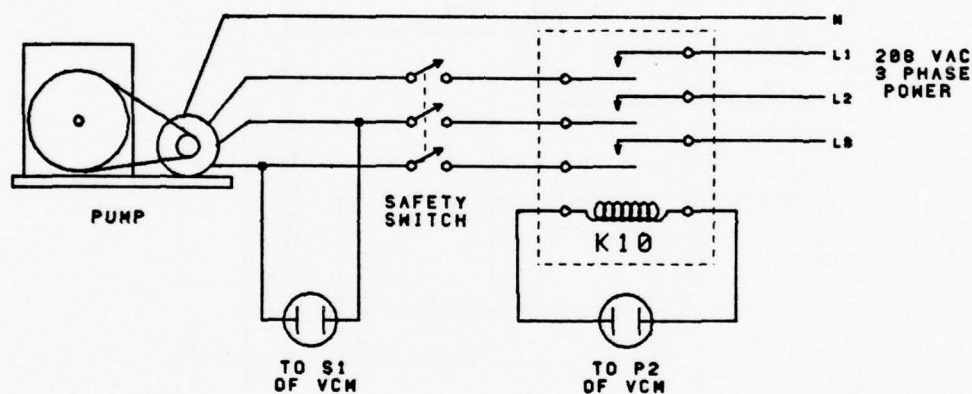 N
L1
208 VAC
3 PHASE
POWER
L2
L3
SAFETY
SWITCH
PUMP
K10
TO S1
OF VCM
TO P2
OF VCM